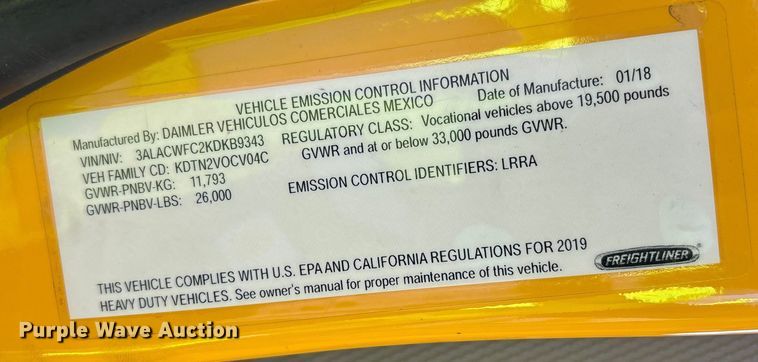 VEHICLE EMISSION CONTROL INFORMATION
Manufactured By: DAIMLER VEHICULOS COMERCIALES MEXICO
Date of Manufacture: 01/18
VIN/NIV: 3ALACWFC2KDKB9343
REGULATORY CLASS: Vocational vehicles above 19,500 pounds
VEH FAMILY CD: KDTN2VOCV04C
GVWR and at or below 33,000 pounds GVWR.
GVWR-PNBV-KG: 11,793
GVWR-PNBV-LBS: 26,000
EMISSION CONTROL IDENTIFIERS: LRRA
THIS VEHICLE COMPLIES WITH U.S. EPA AND CALIFORNIA REGULATIONS FOR 2019
HEAVY DUTY VEHICLES. See owner's manual for proper maintenance of this vehicle.
FREIGHTLINER
Purple Wave Auction